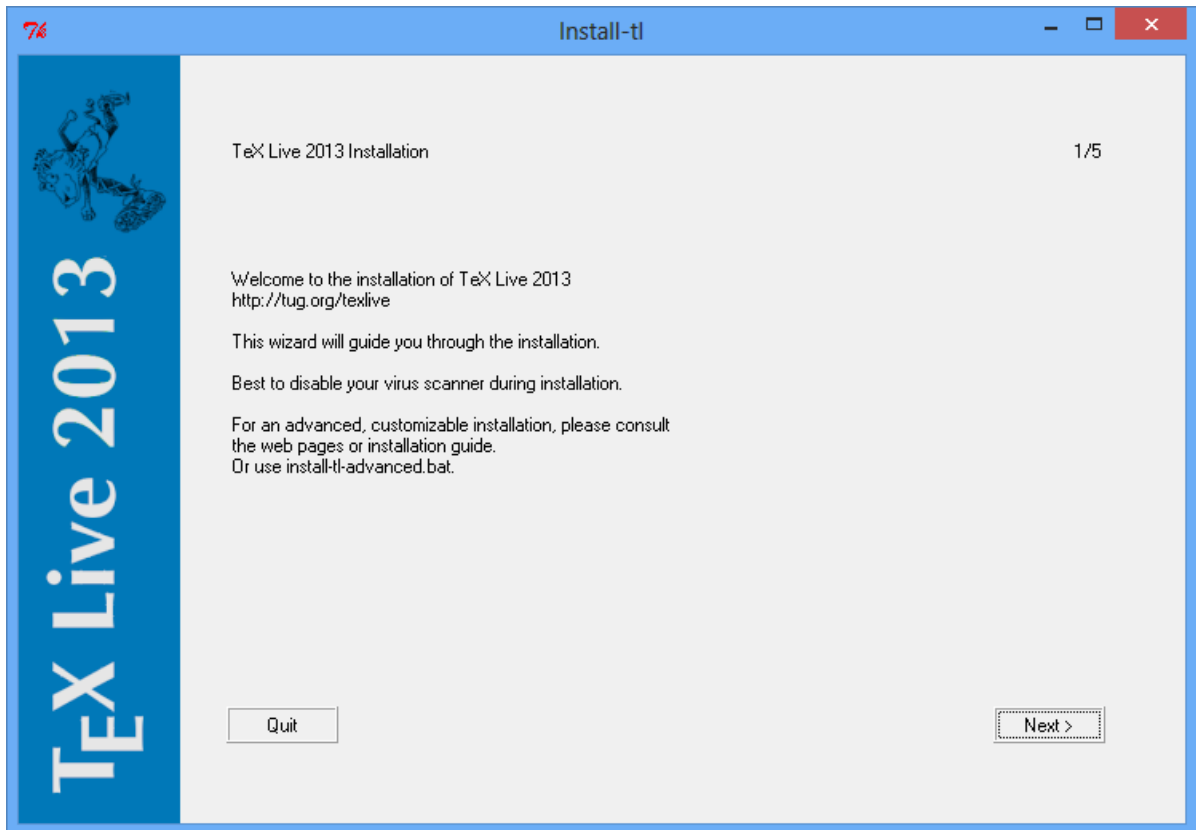 Install-tl
TeX Live 2013
TeX Live 2013 Installation
1/5
Welcome to the installation of TeX Live 2013
http://tug.org/texlive
This wizard will guide you through the installation.
Best to disable your virus scanner during installation.
For an advanced, customizable installation, please consult
the web pages or installation guide.
Or use install-tl-advanced.bat.
Quit
Next >